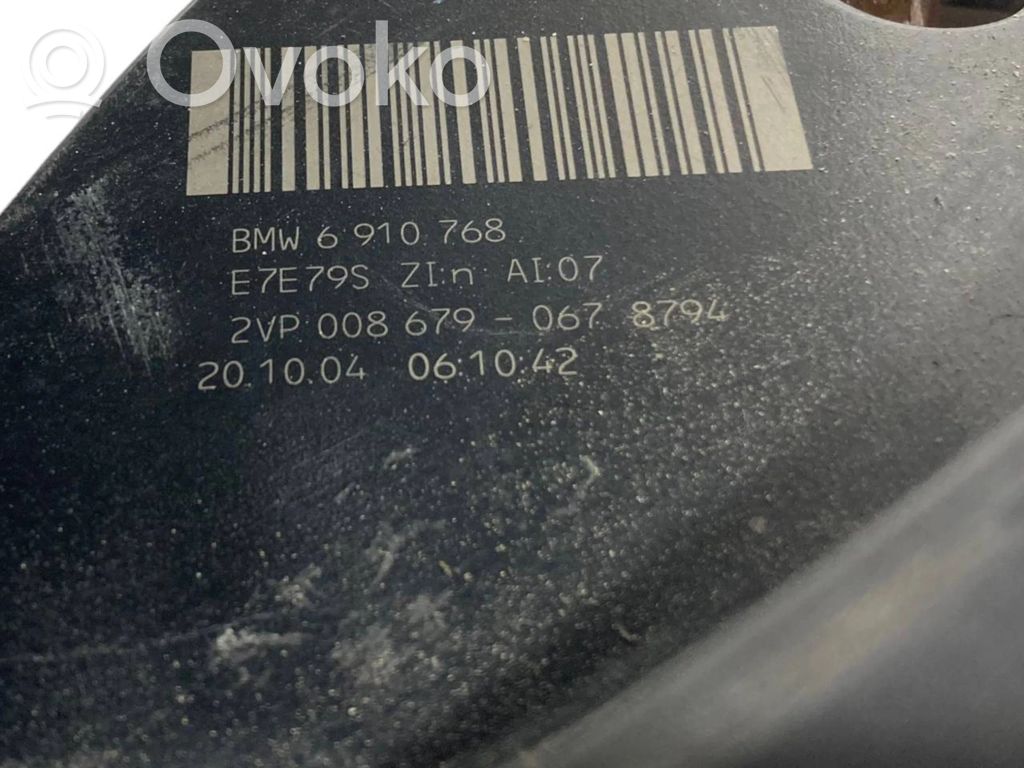 Ovoko
BMW 6 910 768
E7E79S ZI:n AI:07
2VP 008 679 - 067 8794
20.10.04 06:10:42